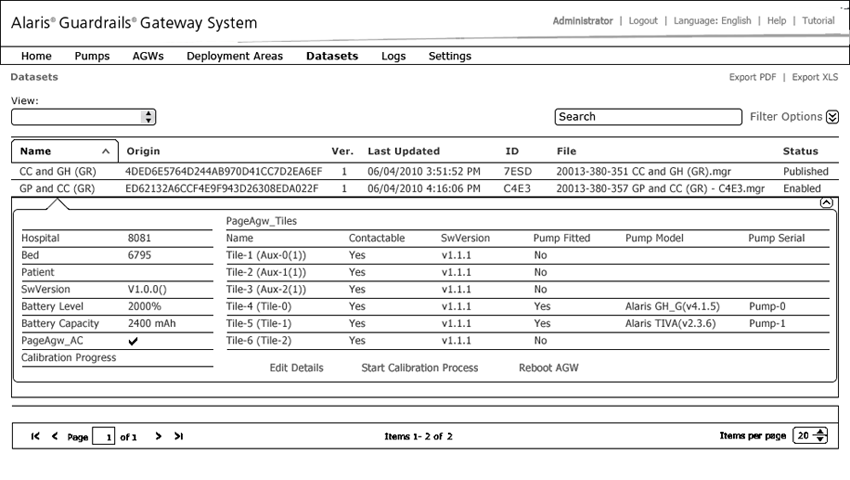 Alaris® Guardrails® Gateway System
Administrator | Logout | Language: English | Help | Tutorial
Home Pumps AGWs Deployment Areas Datasets Logs Settings
Datasets Export PDF | Export XLS
View:
Search Filter Options
Name Origin Ver. Last Updated ID File Status
CC and GH (GR) 4DED6E5764D244AB970D41CC7D2EA6EF 1 06/04/2010 3:51:52 PM 7ESD 20013-380-351 CC and GH (GR).mgr Published
GP and CC (GR) ED62132A6CCF4E9F943D26308EDA022F 1 06/04/2010 4:16:06 PM C4E3 20013-380-357 GP and CC (GR) - C4E3.mgr Enabled
PageAgw_Tiles
Hospital 8081 Name Contactable SwVersion Pump Fitted Pump Model Pump Serial
Bed 6795 Tile-1 (Aux-0(1)) Yes v1.1.1 No
Patient Tile-2 (Aux-1(1)) Yes v1.1.1 No
SwVersion V1.0.0() Tile-3 (Aux-2(1)) Yes v1.1.1 No
Battery Level 2000% Tile-4 (Tile-0) Yes v1.1.1 Yes Alaris GH_G(v4.1.5) Pump-0
Battery Capacity 2400 mAh Tile-5 (Tile-1) Yes v1.1.1 Yes Alaris TIVA(v2.3.6) Pump-1
PageAgw_AC ✔ Tile-6 (Tile-2) Yes v1.1.1 No
Calibration Progress
Edit Details Start Calibration Process Reboot AGW
Page 1 of 1 Items 1- 2 of 2 Items per page 20